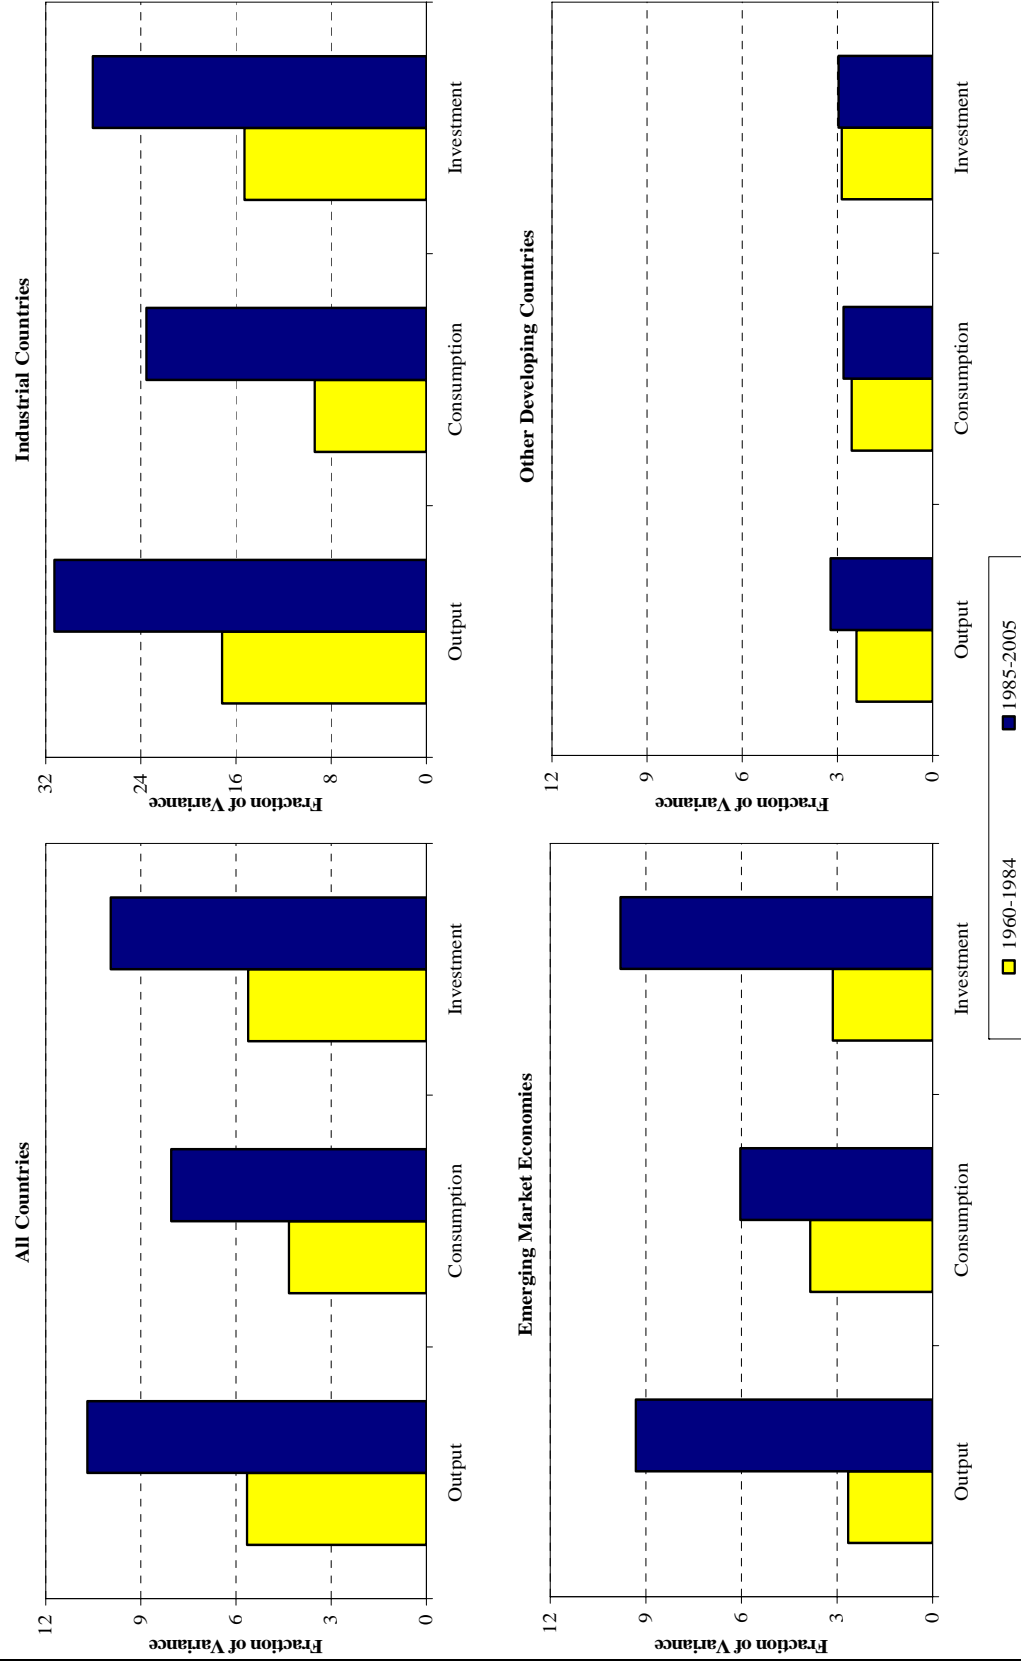 All Countries
Fraction of Variance
12
9
6
3
0
Output
Consumption
Investment
Industrial Countries
Fraction of Variance
32
24
16
8
0
Output
Consumption
Investment
Emerging Market Economies
Fraction of Variance
12
9
6
3
0
Output
Consumption
Investment
Other Developing Countries
Fraction of Variance
12
9
6
3
0
Output
Consumption
Investment
1960-1984
1985-2005